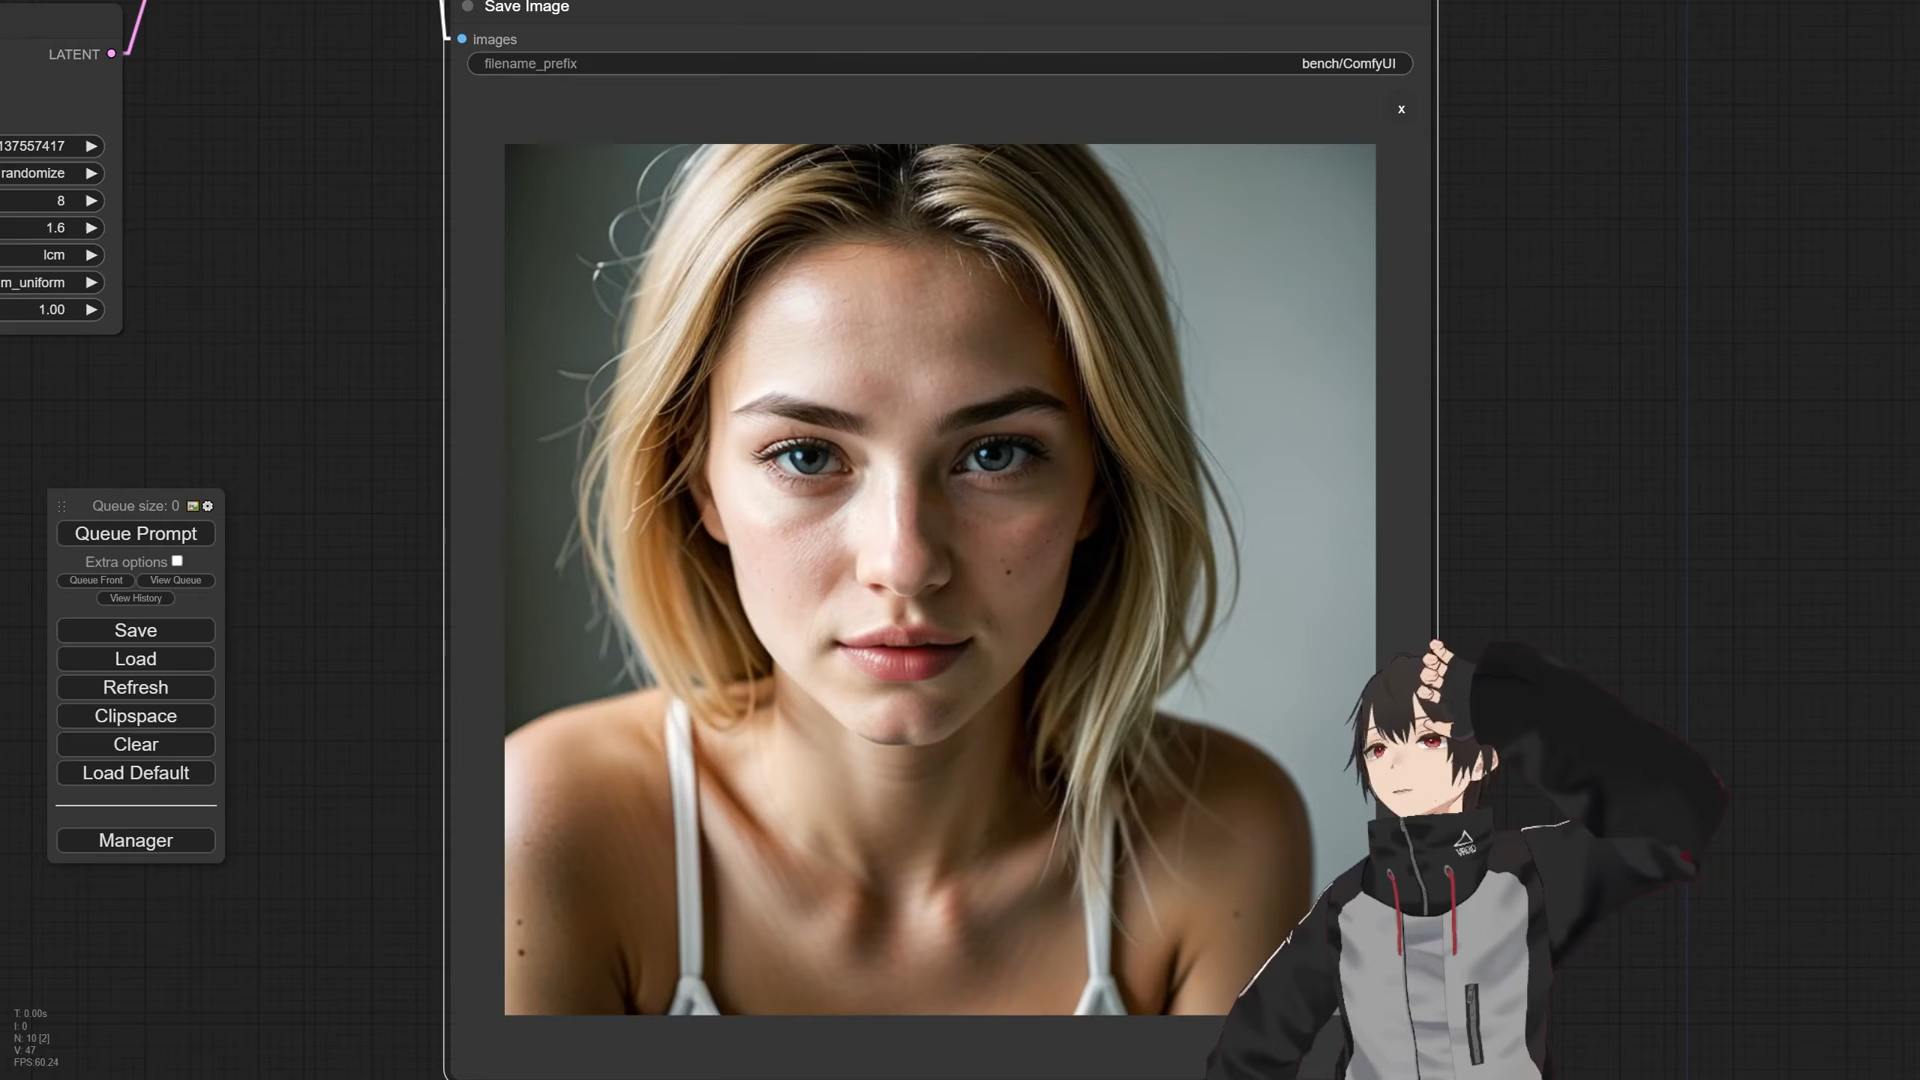 Save Image
LATENT
images
filename_prefix bench/ComfyUI
x
137557417
randomize
8
1.6
lcm
m_uniform
1.00
Queue size: 0
Queue Prompt
Extra options
Queue Front View Queue
View History
Save
Load
Refresh
Clipspace
Clear
Load Default
Manager
T: 0.00s
I: 0
N: 10 [2]
V: 47
FPS:60.24